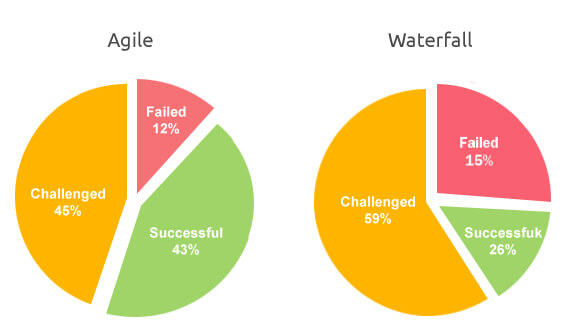 Agile
Failed
12%
Challenged
45%
Successful
43%
Waterfall
Failed
15%
Challenged
59%
Successfuk
26%